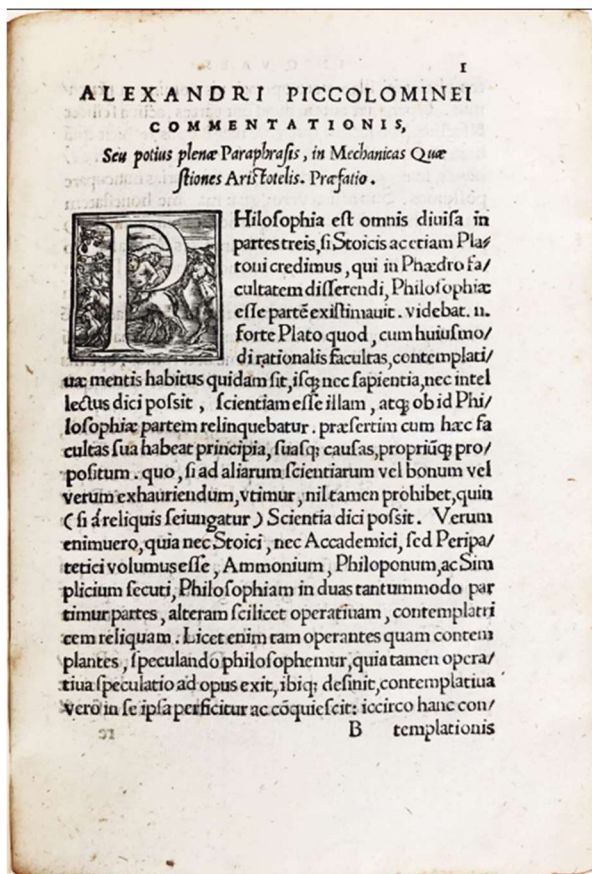 1
ALEXANDRI PICCOLOMINEI
COMMENTATIONIS,
Seu potius plenæ Paraphrasis, in Mechanicas Quæ
stiones Aristotelis. Præfatio.
PHilosophia est omnis diuisa in
partes treis, si Stoicis ac etiam Pla/
toni credimus, qui in Phædro fa/
cultatem disserendi, Philosophiæ
esse partē existimauit. videbat. n.
forte Plato quod, cum huiusmo/
di rationalis facultas, contemplati/
uæ mentis habitus quidam sit, isq; nec sapientia, nec intel
lectus dici possit, scientiam esse illam, atq; ob id Phi/
losophiæ partem relinquebatur. præsertim cum hæc fa
cultas sua habeat principia, suasq; causas, propriūq; pro
positum. quo, si ad aliarum scientiarum vel bonum vel
verum exhauriendum, vtimur, nil tamen prohibet, quin
(si á reliquis seiungatur) Scientia dici possit. Verum
enimuero, quia nec Stoici, nec Accademici, sed Peripa/
tetici volumus esse, Ammonium, Philoponum, ac Sim
plicium secuti, Philosophiam in duas tantummodo par
timur partes, alteram scilicet operatiuam, contemplatri
cem reliquam. Licet enim tam operantes quam contem
plantes, speculando philosophemur, quia tamen opera/
tiua speculatio ad opus exit, ibiq; desinit, contemplatiua
vero in se ipsa perficitur ac cōquiescit: iccirco hanc con/
B templationis